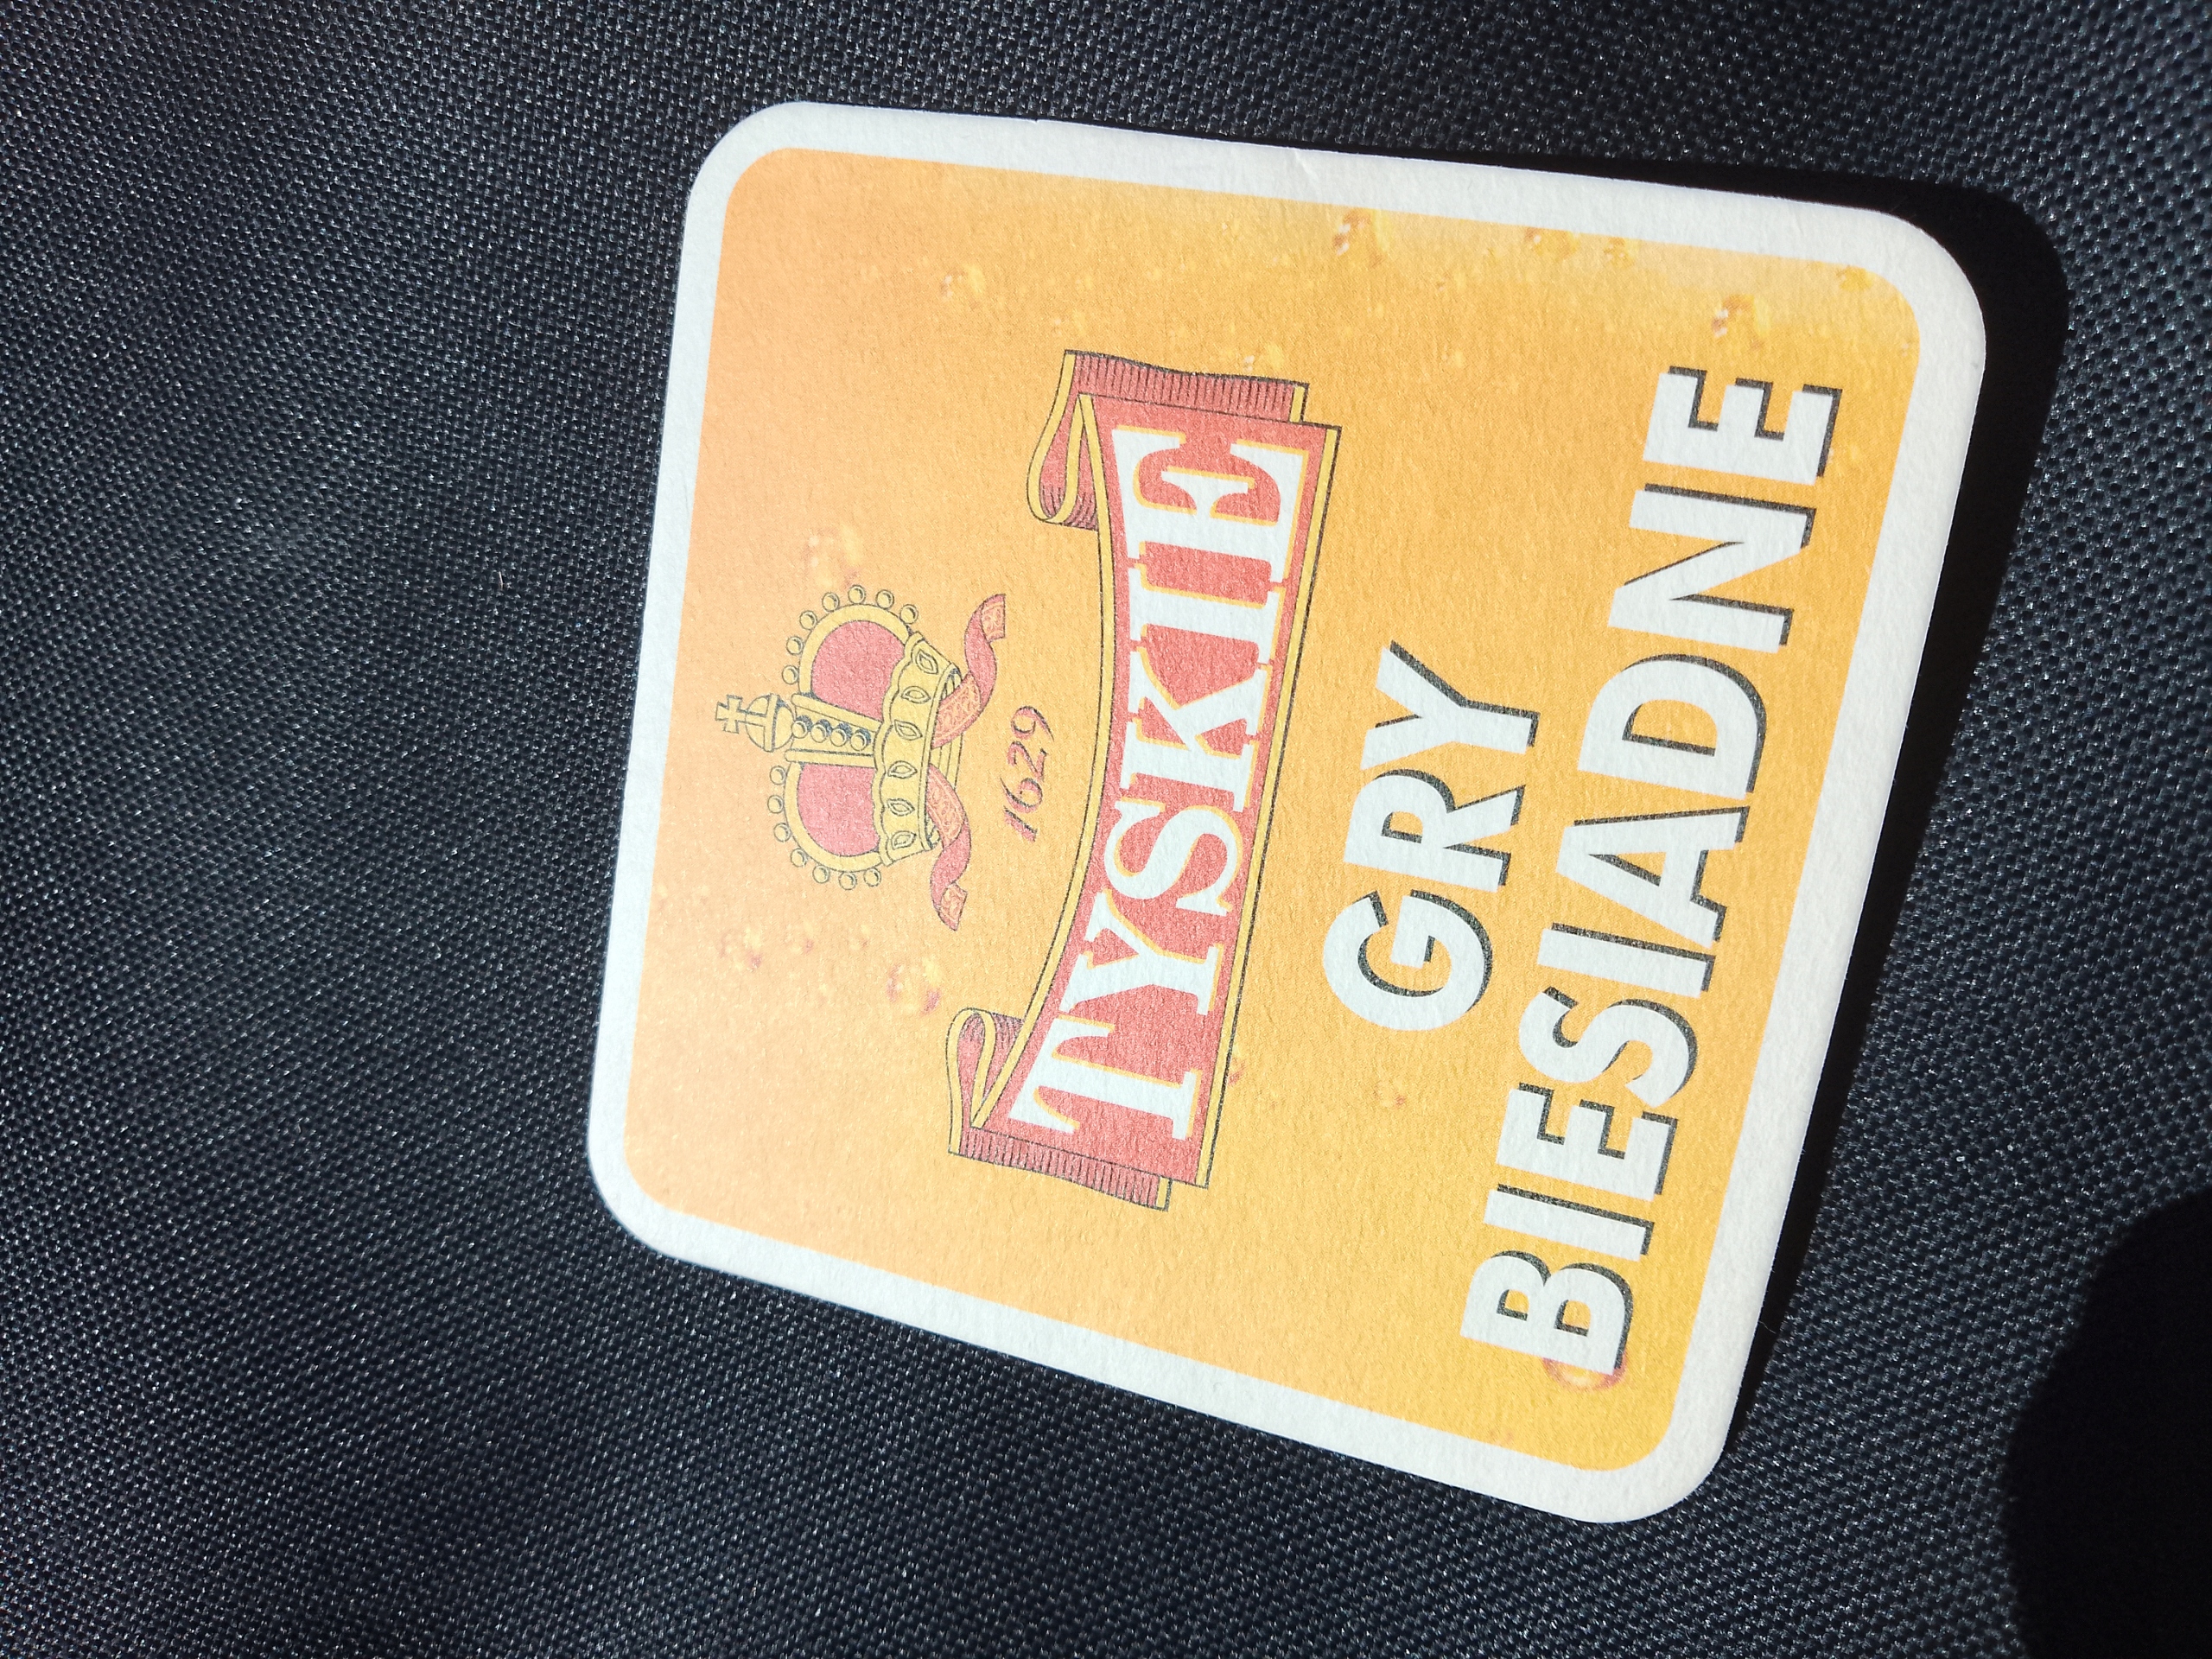 1629
TYSKIE
GRY
BIESIADNE